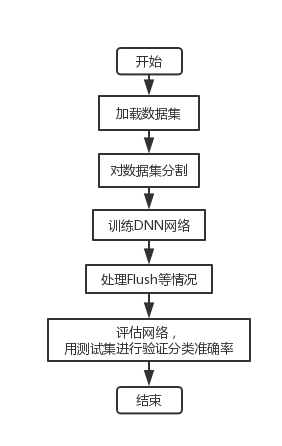 开始
加载数据集
对数据集分割
训练DNN网络
处理Flush等情况
评估网络，
用测试集进行验证分类准确率
结束